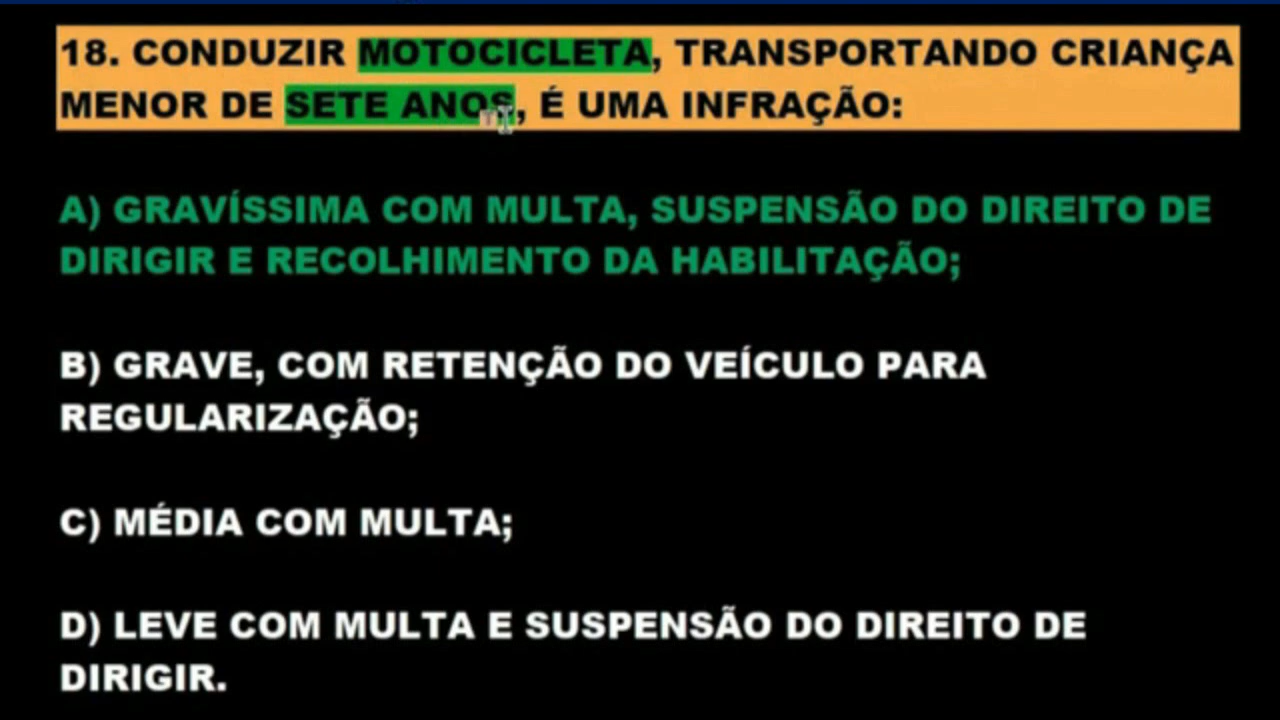 18. CONDUZIR MOTOCICLETA, TRANSPORTANDO CRIANÇA
MENOR DE SETE ANOS, É UMA INFRAÇÃO:
A) GRAVÍSSIMA COM MULTA, SUSPENSÃO DO DIREITO DE
DIRIGIR E RECOLHIMENTO DA HABILITAÇÃO;
B) GRAVE, COM RETENÇÃO DO VEÍCULO PARA
REGULARIZAÇÃO;
C) MÉDIA COM MULTA;
D) LEVE COM MULTA E SUSPENSÃO DO DIREITO DE
DIRIGIR.